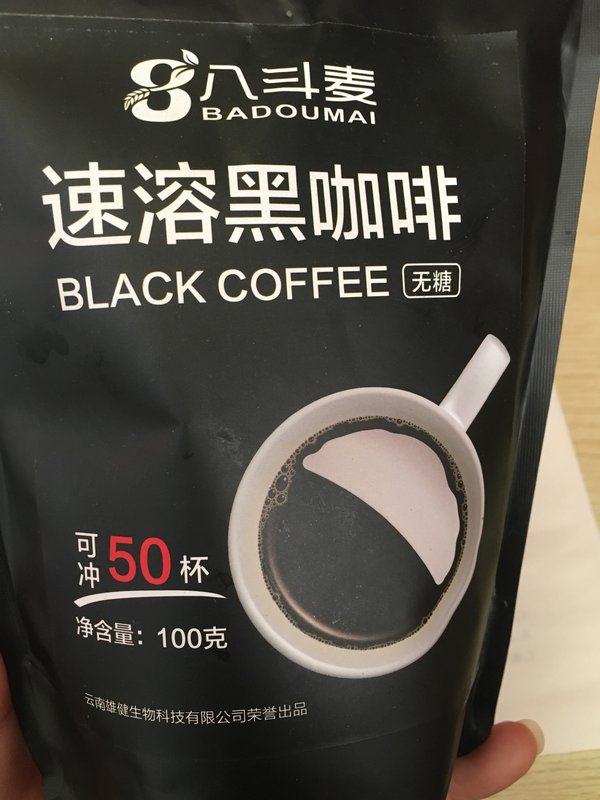 八斗麦
BADOUMAI
速溶黑咖啡
BLACK COFFEE 无糖
可冲50杯
净含量：100克
云南雄健生物科技有限公司荣誉出品